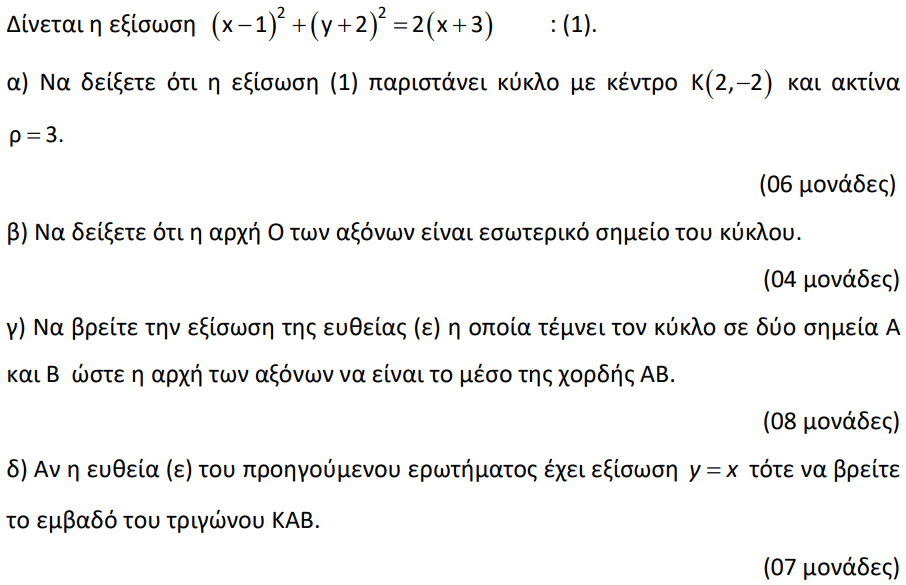 Δίνεται η εξίσωση (x−1)² +(y+2)² =2(x+3) : (1).
α) Να δείξετε ότι η εξίσωση (1) παριστάνει κύκλο με κέντρο Κ(2,−2) και ακτίνα
ρ=3.
(06 μονάδες)
β) Να δείξετε ότι η αρχή Ο των αξόνων είναι εσωτερικό σημείο του κύκλου.
(04 μονάδες)
γ) Να βρείτε την εξίσωση της ευθείας (ε) η οποία τέμνει τον κύκλο σε δύο σημεία Α
και Β ώστε η αρχή των αξόνων να είναι το μέσο της χορδής ΑΒ.
(08 μονάδες)
δ) Αν η ευθεία (ε) του προηγούμενου ερωτήματος έχει εξίσωση y=x τότε να βρείτε
το εμβαδό του τριγώνου ΚΑΒ.
(07 μονάδες)